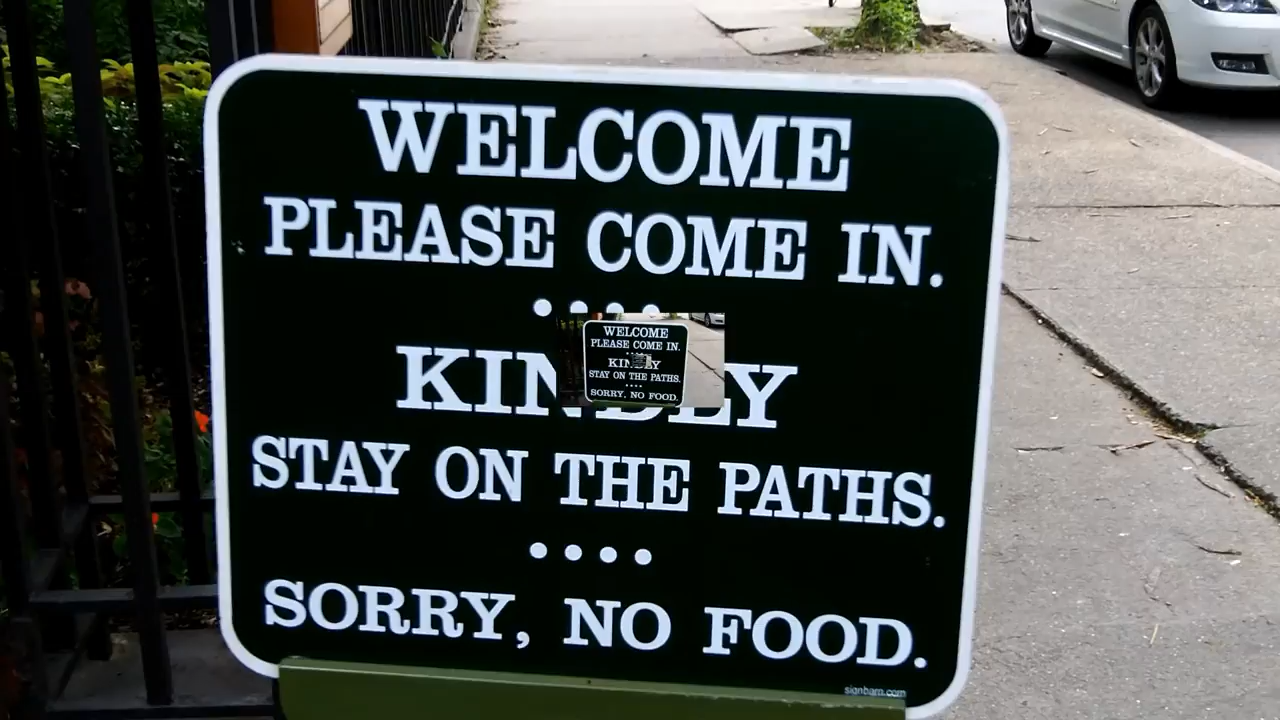 WELCOME
PLEASE COME IN.
KINDLY
STAY ON THE PATHS.
SORRY, NO FOOD.
signbarn.com
WELCOME
PLEASE COME IN.
KINDLY
STAY ON THE PATHS.
SORRY, NO FOOD.